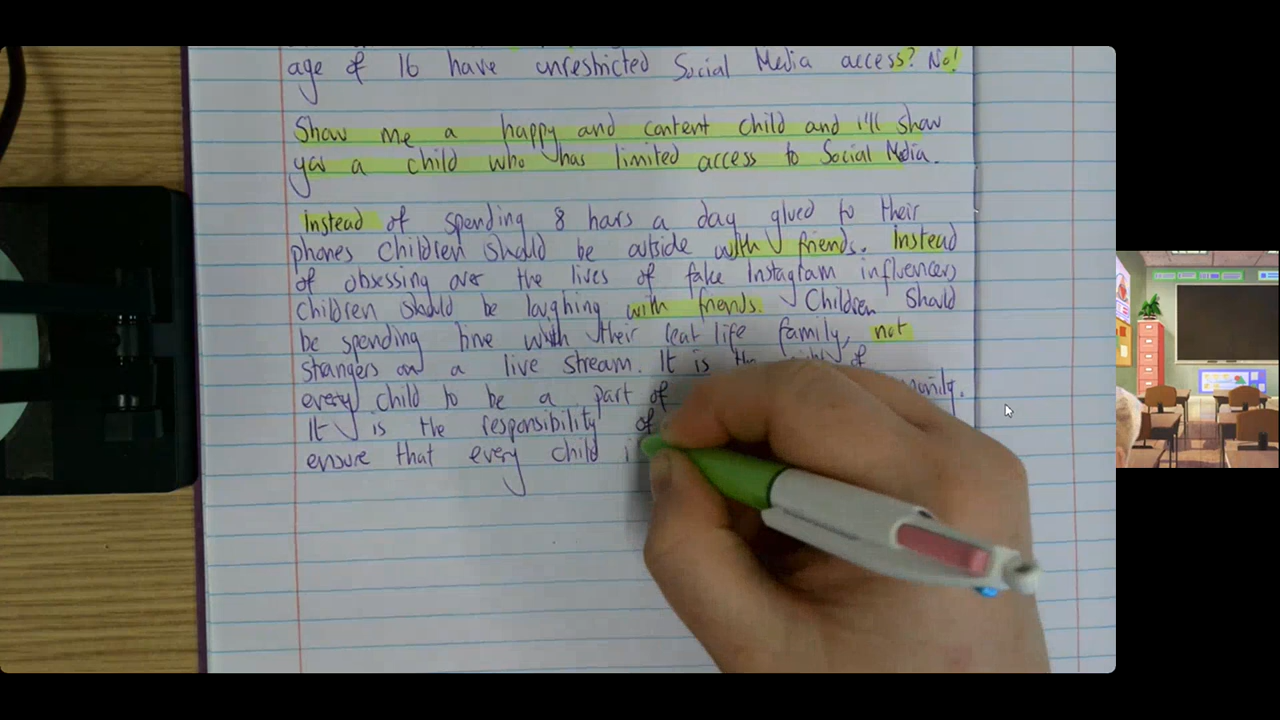 age of 16 have unrestricted Social Media access? No!
Show me a happy and content child and i'll show
you a child who has limited access to Social Media.
instead of spending 8 hours a day glued to their
phones children should be outside with friends. instead
of obsessing over the lives of fake Instagram influencers
children should be laughing with friends. Children should
be spending time with their real life family, not
strangers on a live stream. It is the right of
every child to be a part of
It is the responsibility of
ensure that every child